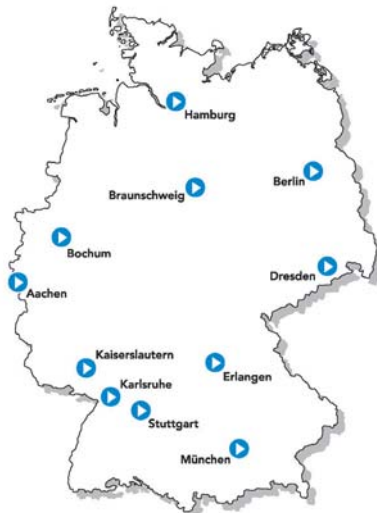 Hamburg
Berlin
Braunschweig
Bochum
Dresden
Aachen
Kaiserslautern
Erlangen
Karlsruhe
Stuttgart
München